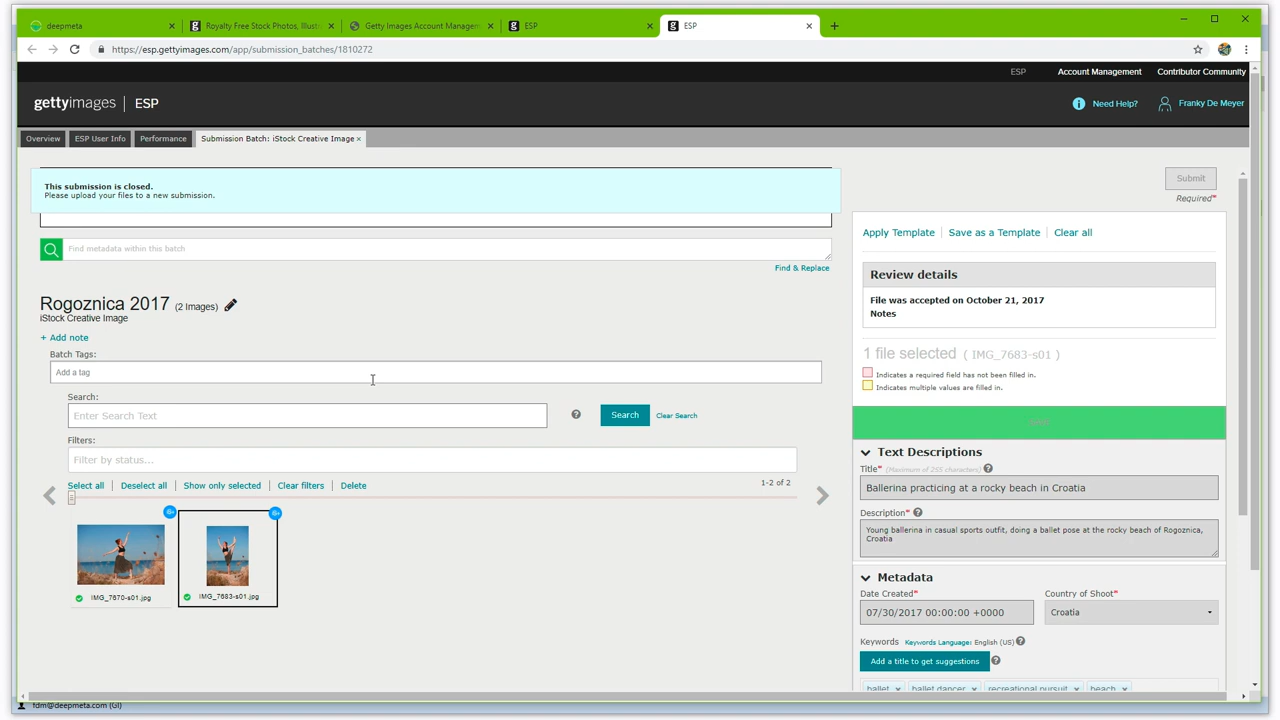 deepmeta
Royalty Free Stock Photos, Illustr
Getty Images Account Managem
ESP
ESP
https://esp.gettyimages.com/app/submission_batches/1810272
ESP
Account Management
Contributor Community
gettyimages | ESP
Need Help?
Franky De Meyer
Overview
ESP User Info
Performance
Submission Batch: iStock Creative Image ×
This submission is closed.
Please upload your files to a new submission.
Submit
Required*
Apply Template
Save as a Template
Clear all
Find metadata within this batch
Find & Replace
Review details
File was accepted on October 21, 2017
Notes
Rogoznica 2017 (2 Images)
iStock Creative Image
+ Add note
Batch Tags:
Add a tag
1 file selected ( IMG_7683-s01 )
Indicates a required field has not been filled in.
Indicates multiple values are filled in.
Search:
Enter Search Text
Search
Clear Search
Filters:
Filter by status...
Select all
Deselect all
Show only selected
Clear filters
Delete
1-2 of 2
6+
6+
IMG_7670-s01.jpg
IMG_7683-s01.jpg
Text Descriptions
Title* (Maximum of 255 characters)
Ballerina practicing at a rocky beach in Croatia
Description*
Young ballerina in casual sports outfit, doing a ballet pose at the rocky beach of Rogoznica,
Croatia
Metadata
Date Created*
Country of Shoot*
07/30/2017 00:00:00 +0000
Croatia
Keywords
Keywords Language: English (US)
Add a title to get suggestions
ballet
ballet dancer
recreational pursuit
beach
fdm@deepmeta.com (GI)